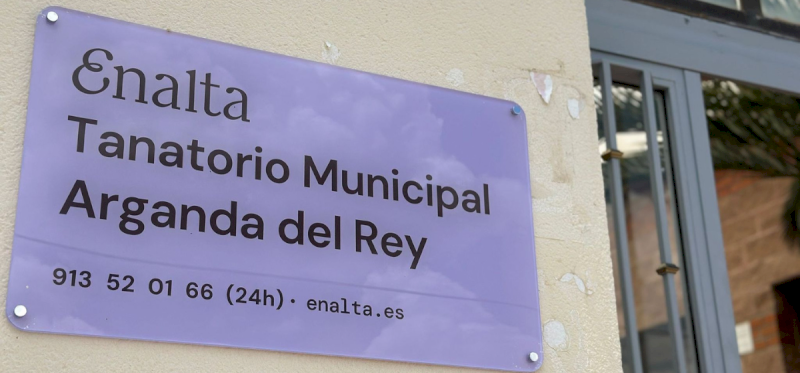 Enalta
Tanatorio Municipal
Arganda del Rey
913 52 01 66 (24h) · enalta.es